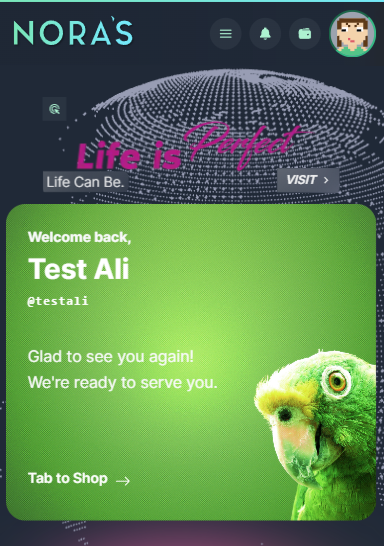 NORA'S
Life is Perfect
Life Can Be.
VISIT
Welcome back,
Test Ali
@testali
Glad to see you again!
We're ready to serve you.
Tab to Shop